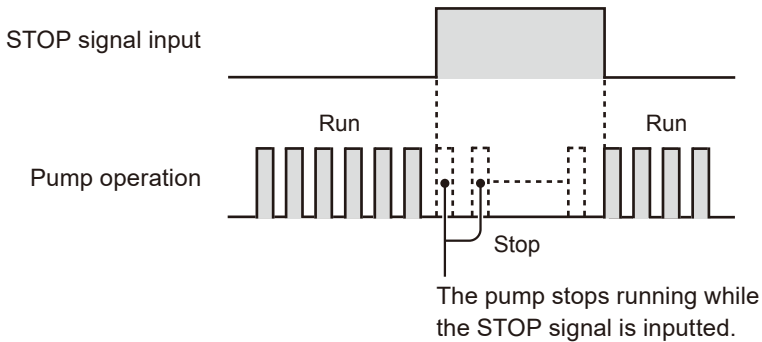 STOP signal input
Run
Run
Pump operation
Stop
The pump stops running while
the STOP signal is inputted.